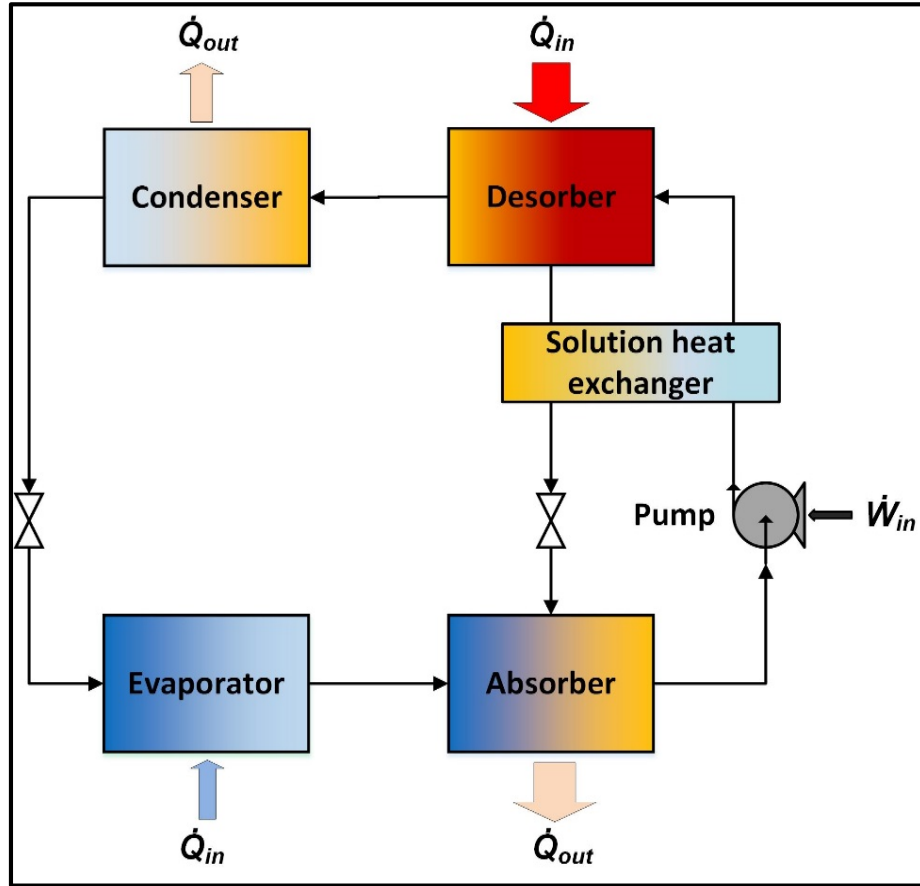 Q̇out
Q̇in
Condenser
Desorber
Solution heat
exchanger
Pump
Ẇin
Evaporator
Absorber
Q̇in
Q̇out